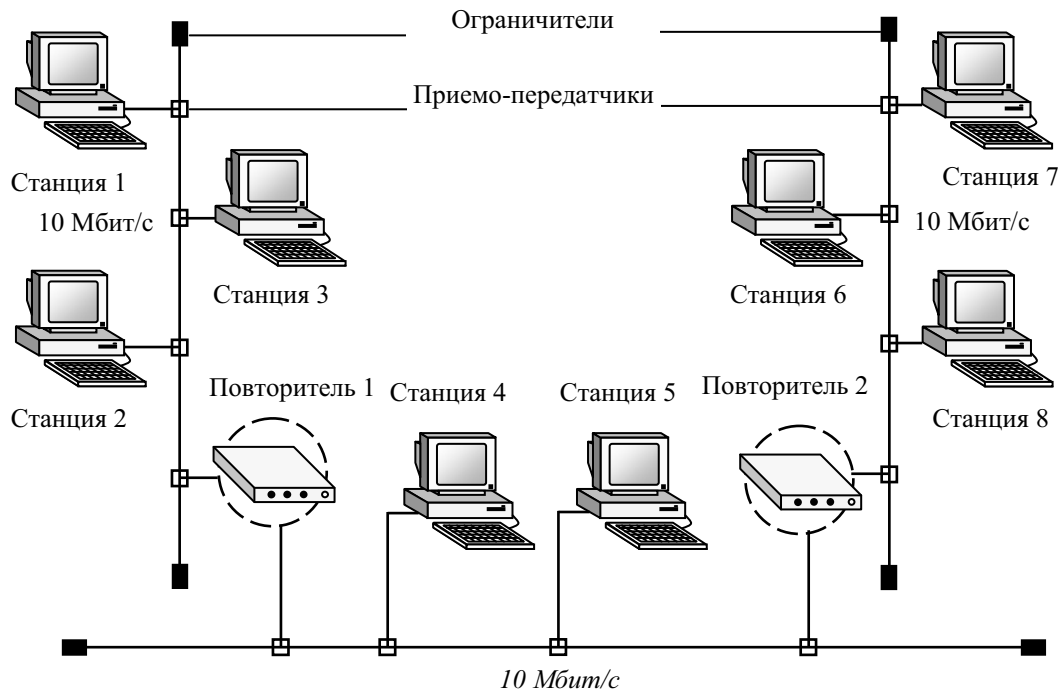 Ограничители
Приемо-передатчики
Станция 1
Станция 7
10 Мбит/с
10 Мбит/с
Станция 3
Станция 6
Повторитель 1
Станция 4
Станция 5
Повторитель 2
Станция 2
Станция 8
10 Мбит/с